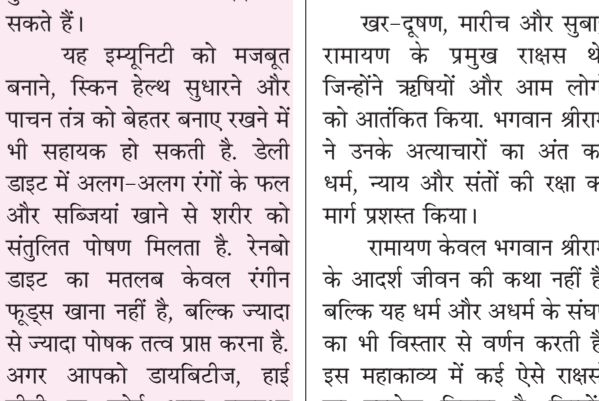 सकते हैं।
यह इम्यूनिटी को मजबूत
बनाने, स्किन हेल्थ सुधारने और
पाचन तंत्र को बेहतर बनाए रखने में
भी सहायक हो सकती है. डेली
डाइट में अलग-अलग रंगों के फल
और सब्जियां खाने से शरीर को
संतुलित पोषण मिलता है. रेनबो
डाइट का मतलब केवल रंगीन
फूड्स खाना नहीं है, बल्कि ज्यादा
से ज्यादा पोषक तत्व प्राप्त करना है.
अगर आपको डायबिटीज, हाई
खर-दूषण, मारीच और
रामायण के प्रमुख राक्षस
जिन्होंने ऋषियों और आम
को आतंकित किया. भगवान
ने उनके अत्याचारों का अंत
धर्म, न्याय और संतों की रक्षा
मार्ग प्रशस्त किया।
रामायण केवल भगवान
के आदर्श जीवन की कथा नहीं
बल्कि यह धर्म और अधर्म के
का भी विस्तार से वर्णन करती
इस महाकाव्य में कई ऐसे